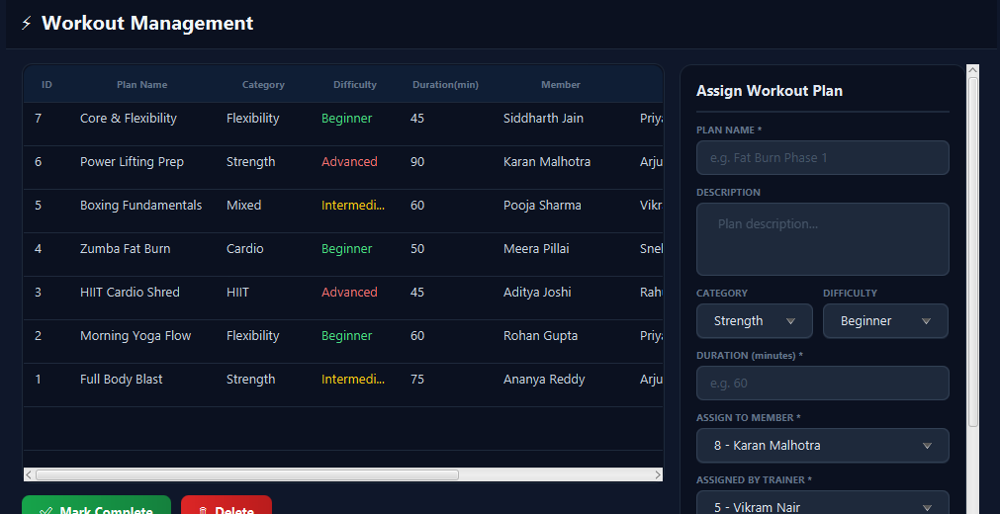 ⚡ Workout Management
ID Plan Name Category Difficulty Duration(min) Member
7 Core & Flexibility Flexibility Beginner 45 Siddharth Jain Priya
6 Power Lifting Prep Strength Advanced 90 Karan Malhotra Arju
5 Boxing Fundamentals Mixed Intermedi... 60 Pooja Sharma Vikr
4 Zumba Fat Burn Cardio Beginner 50 Meera Pillai Sneh
3 HIIT Cardio Shred HIIT Advanced 45 Aditya Joshi Rah
2 Morning Yoga Flow Flexibility Beginner 60 Rohan Gupta Priya
1 Full Body Blast Strength Intermedi... 75 Ananya Reddy Arju
✅ Mark Complete Delete
Assign Workout Plan
PLAN NAME *
e.g. Fat Burn Phase 1
DESCRIPTION
Plan description...
CATEGORY DIFFICULTY
Strength Beginner
DURATION (minutes) *
e.g. 60
ASSIGN TO MEMBER *
8 - Karan Malhotra
ASSIGNED BY TRAINER *
5 - Vikram Nair